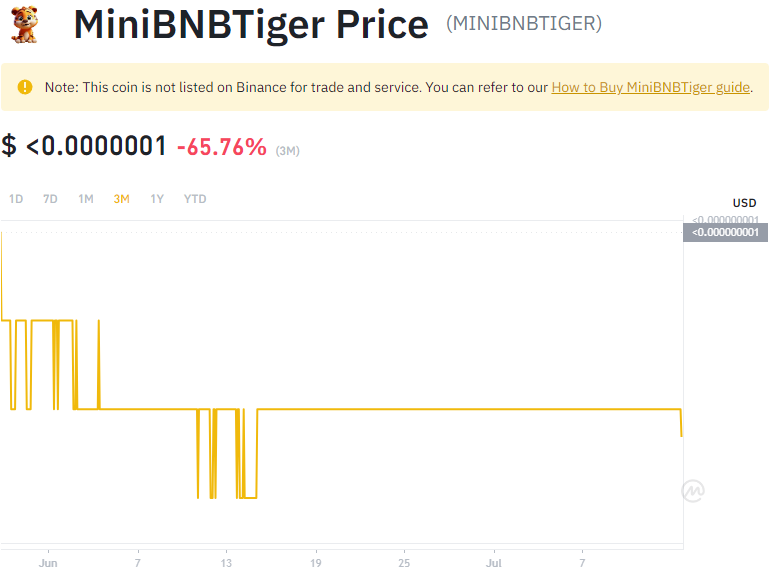 MiniBNBTiger Price (MINIBNBTIGER)
Note: This coin is not listed on Binance for trade and service. You can refer to our How to Buy MiniBNBTiger guide.
$ <0.0000001 -65.76% (3M)
1D 7D 1M 3M 1Y YTD
USD
<0.000000001
<0.000000001
Jun 7 13 19 25 Jul 7